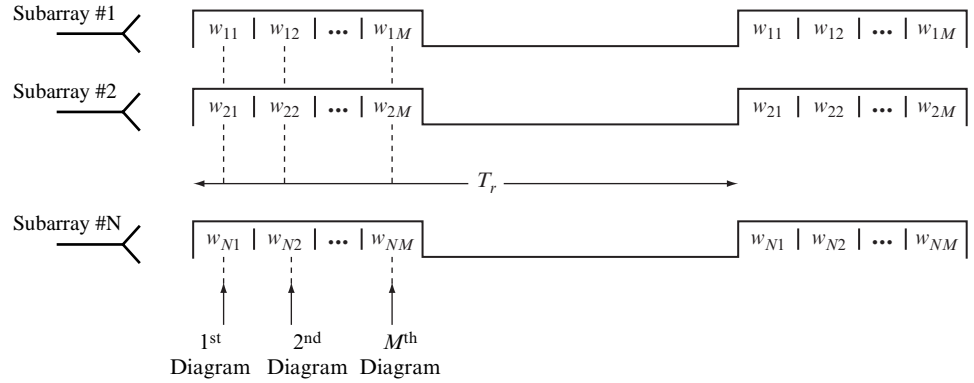 Subarray #1
w11 | w12 | ... | w1M w11 | w12 | ... | w1M
Subarray #2
w21 | w22 | ... | w2M w21 | w22 | ... | w2M
Tr
Subarray #N
wN1 | wN2 | ... | wNM wN1 | wN2 | ... | wNM
1st 2nd Mth
Diagram Diagram Diagram